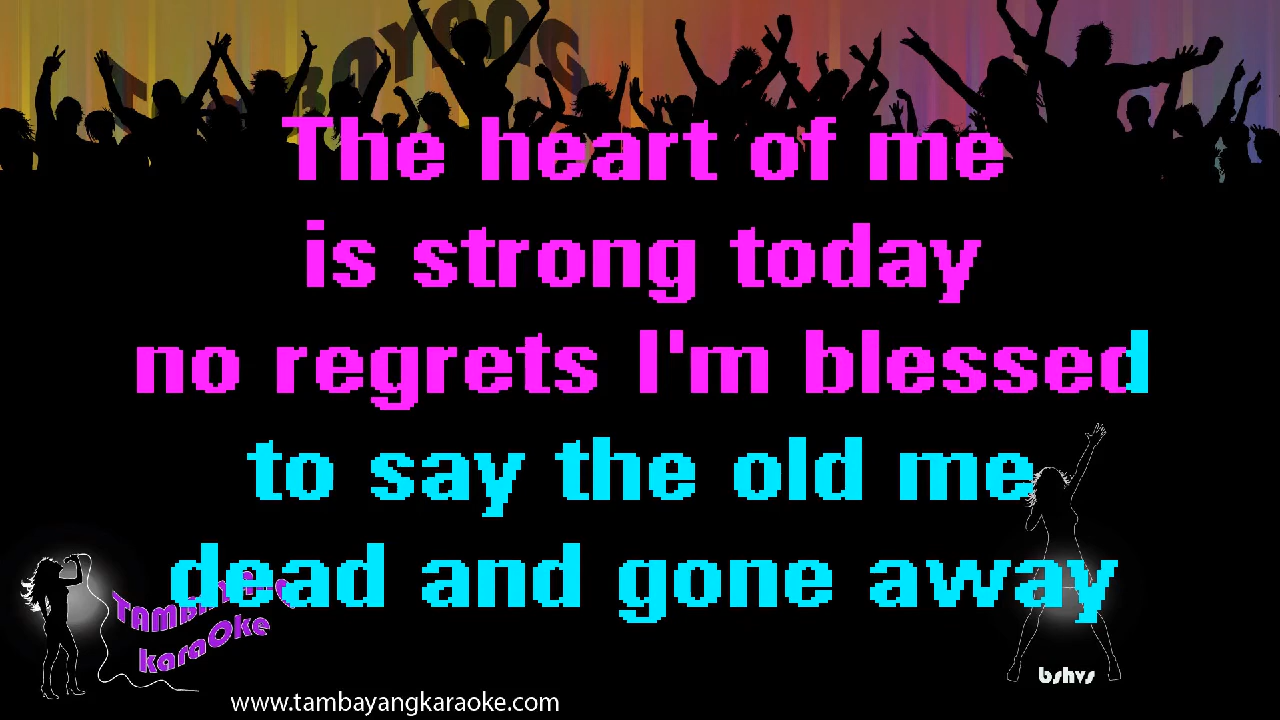 TAMBAYANG
The heart of me
is strong today
no regrets I'm blessed
to say the old me
dead and gone away
TAMBAYANG
karaOke
bshvs
www.tambayangkaraoke.com